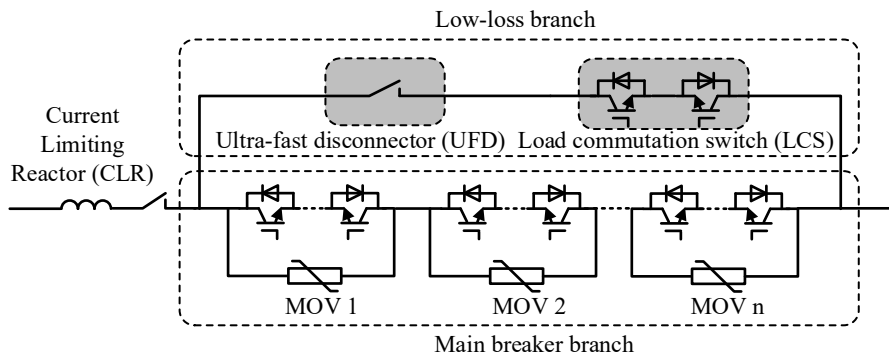 Low-loss branch
Current
Limiting
Reactor (CLR)
Ultra-fast disconnector (UFD)
Load commutation switch (LCS)
MOV 1
MOV 2
MOV n
Main breaker branch